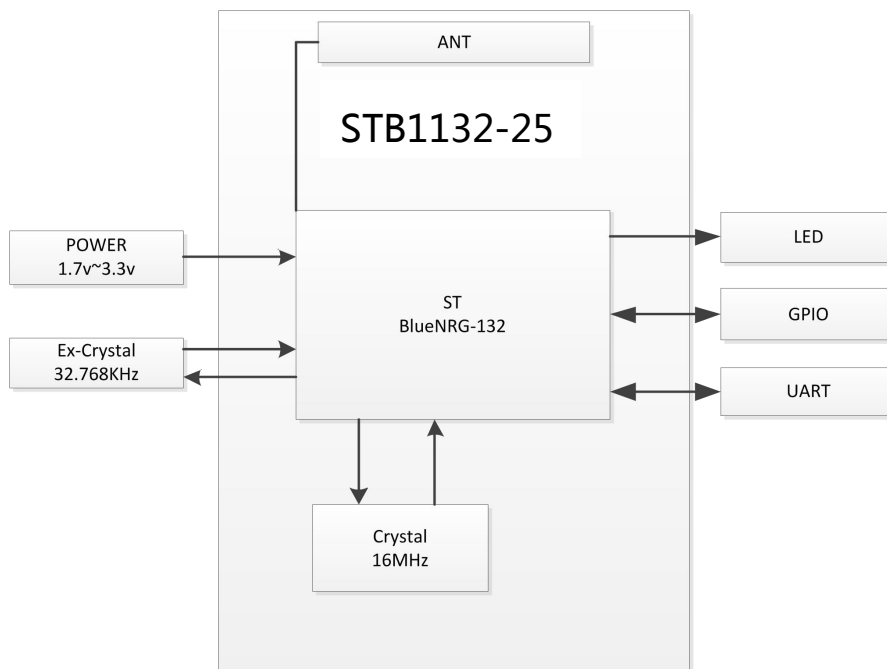 ANT
STB1132-25
POWER
1.7v~3.3v
LED
ST
BlueNRG-132
GPIO
Ex-Crystal
32.768KHz
UART
Crystal
16MHz